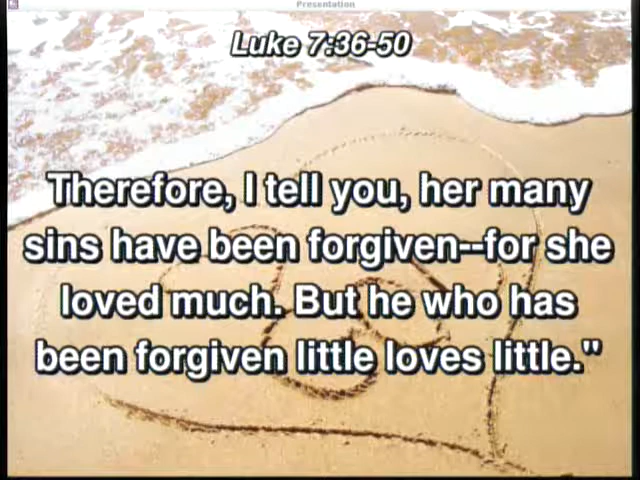 Presentation
Luke 7:36-50
Therefore, I tell you, her many
sins have been forgiven--for she
loved much. But he who has
been forgiven little loves little."